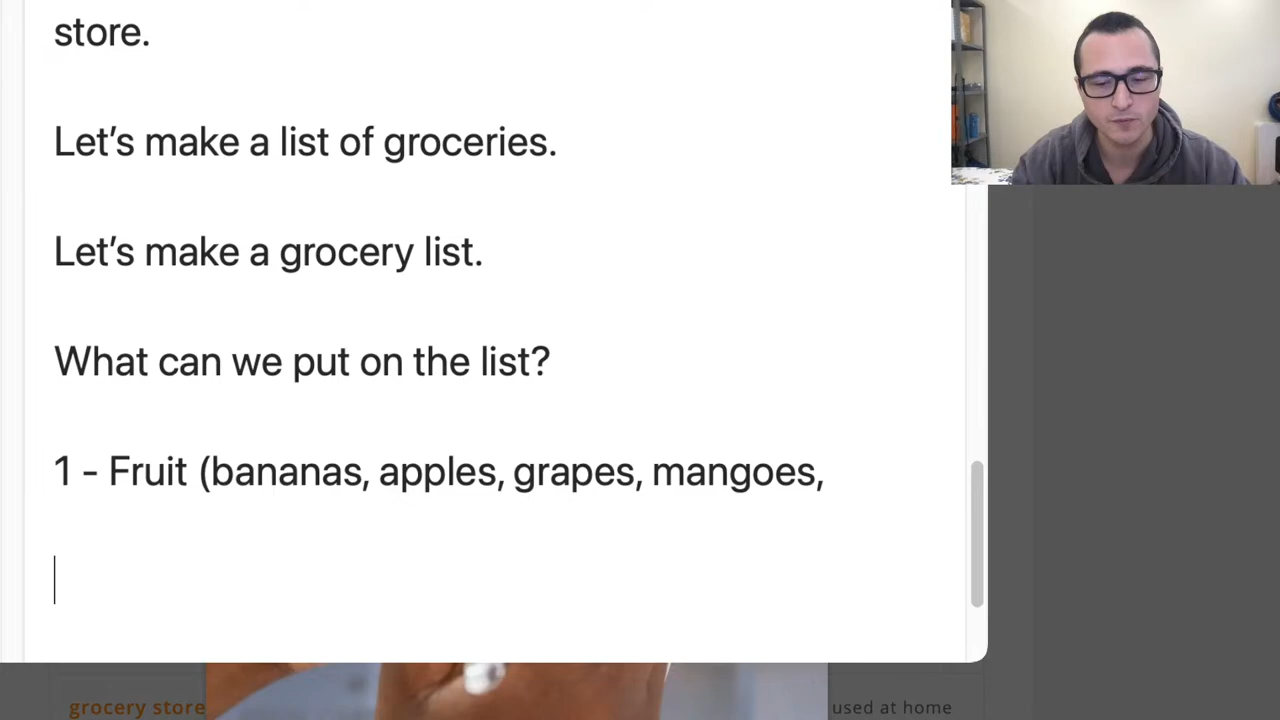 store.
Let’s make a list of groceries.
Let’s make a grocery list.
What can we put on the list?
1 - Fruit (bananas, apples, grapes, mangoes,
grocery store
used at home